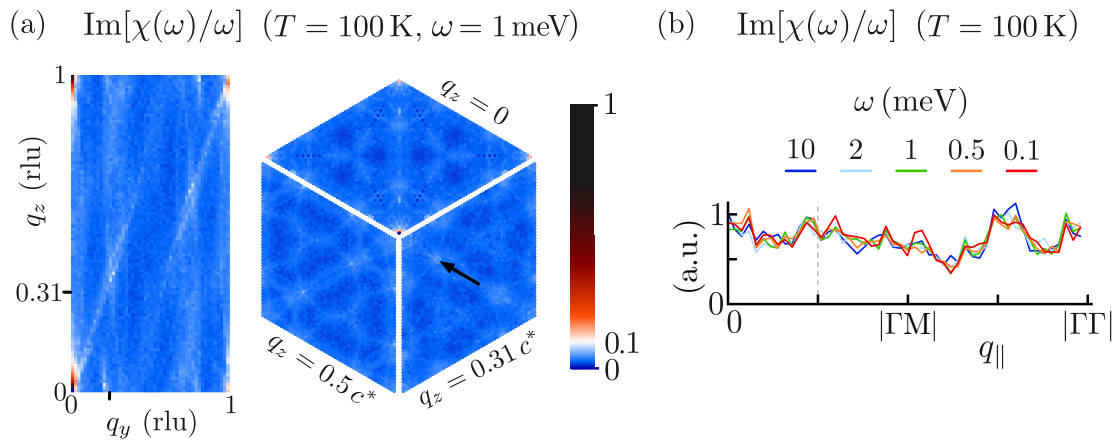 (a) Im[χ(ω)/ω] (T = 100 K, ω = 1 meV)
1
q_z (rlu)
0.31
0
0
1
q_y (rlu)
q_z = 0
q_z = 0.5 c*
q_z = 0.31 c*
1
0.1
0
(b) Im[χ(ω)/ω] (T = 100 K)
ω (meV)
10 2 1 0.5 0.1
1
(a.u.)
0
0 |ΓM| |ΓΓ|
q_∥